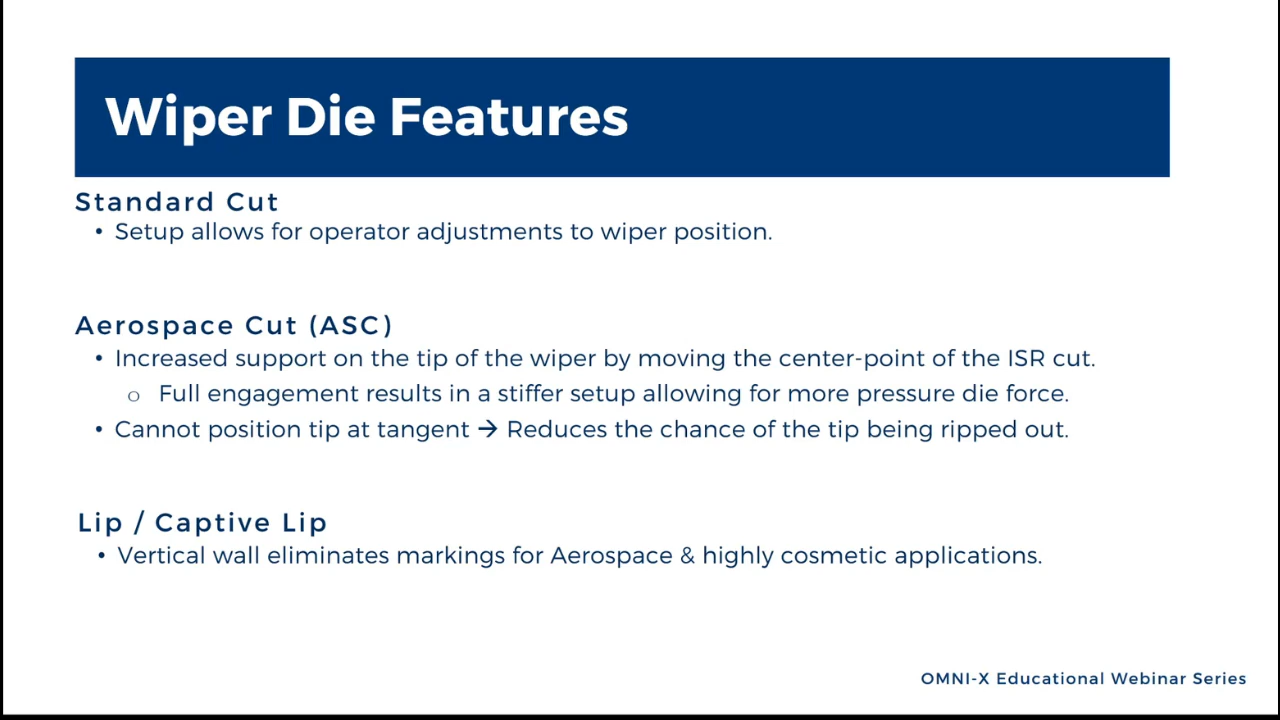 Wiper Die Features
Standard Cut
• Setup allows for operator adjustments to wiper position.
Aerospace Cut (ASC)
• Increased support on the tip of the wiper by moving the center-point of the ISR cut.
o Full engagement results in a stiffer setup allowing for more pressure die force.
• Cannot position tip at tangent → Reduces the chance of the tip being ripped out.
Lip / Captive Lip
• Vertical wall eliminates markings for Aerospace & highly cosmetic applications.
OMNI-X Educational Webinar Series